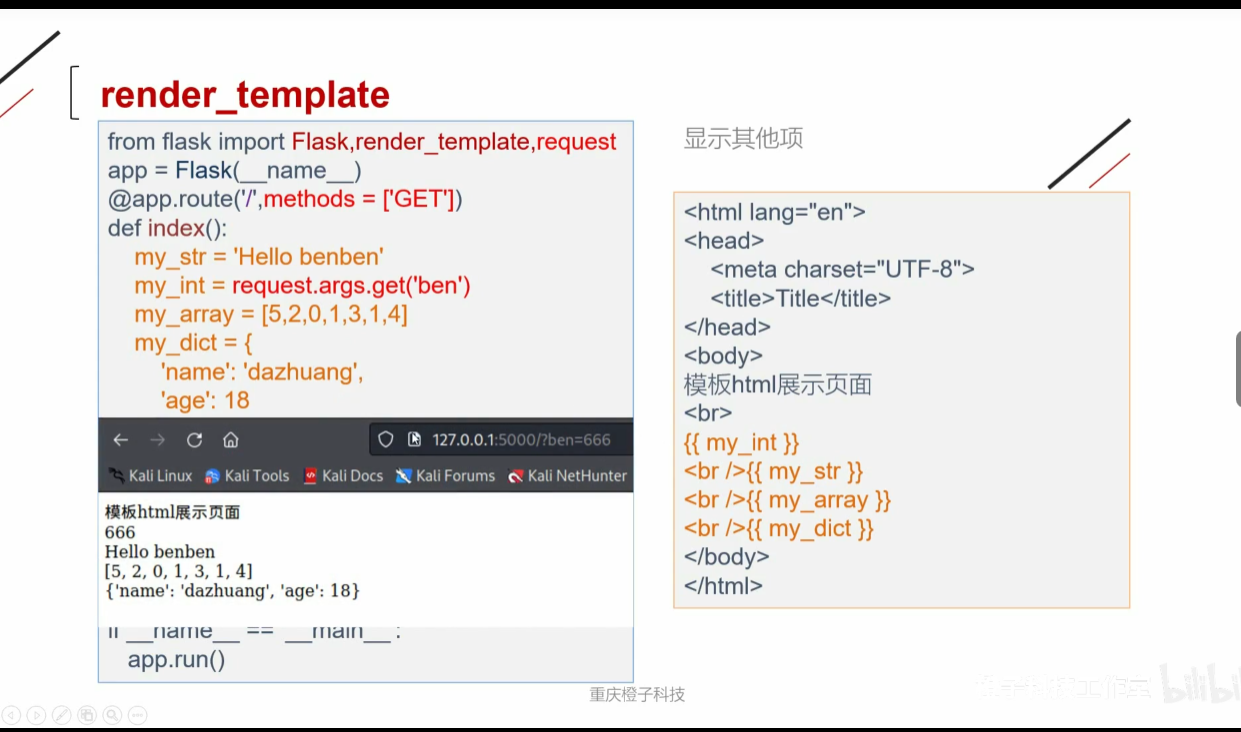 render_template
from flask import Flask,render_template,request
app = Flask(__name__)
@app.route('/',methods = ['GET'])
def index():
my_str = 'Hello benben'
my_int = request.args.get('ben')
my_array = [5,2,0,1,3,1,4]
my_dict = {
'name': 'dazhuang',
'age': 18
127.0.0.1:5000/?ben=666
Kali Linux Kali Tools Kali Docs Kali Forums Kali NetHunter
模板html展示页面
666
Hello benben
[5, 2, 0, 1, 3, 1, 4]
{'name': 'dazhuang', 'age': 18}
if __name__ == '__main__':
app.run()
显示其他项
<html lang="en">
<head>
<meta charset="UTF-8">
<title>Title</title>
</head>
<body>
模板html展示页面
<br>
{{ my_int }}
<br />{{ my_str }}
<br />{{ my_array }}
<br />{{ my_dict }}
</body>
</html>
重庆橙子科技
bilibili